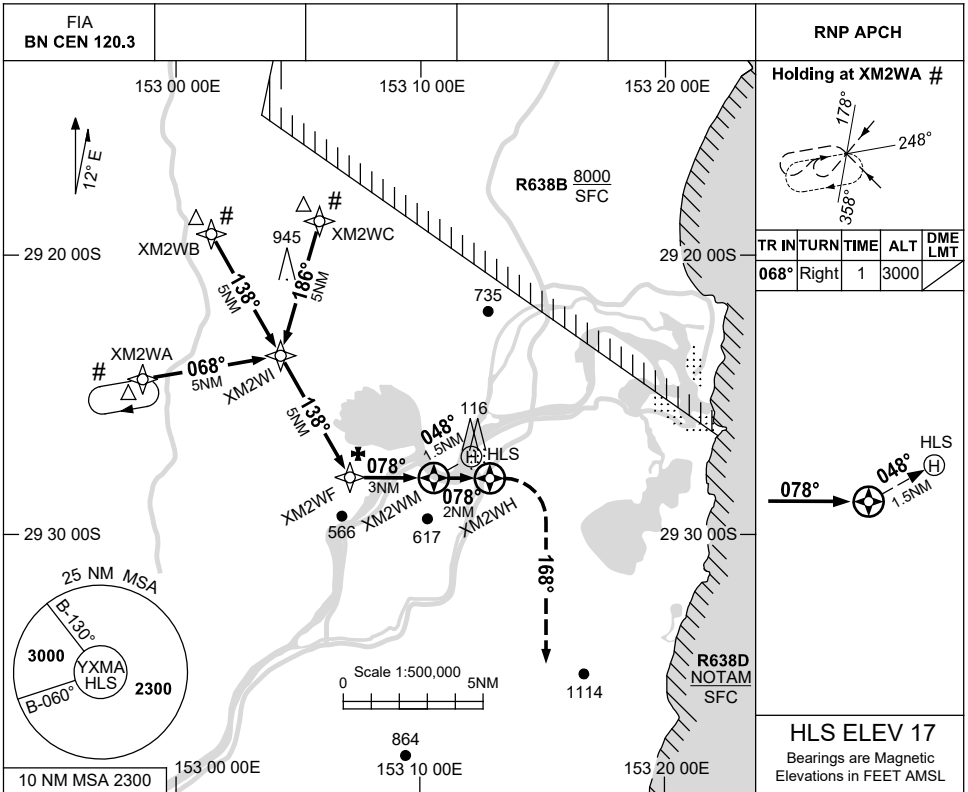 FIA
BN CEN 120.3
RNP APCH
153 00 00E
153 10 00E
153 20 00E
12° E
R638B 8000
SFC
Holding at XM2WA #
178°
248°
358°
TR IN TURN TIME ALT DME LMT
068° Right 1 3000
#
XM2WB
#
XM2WC
945
29 20 00S
29 20 00S
138°
5NM
186°
5NM
735
XM2WA
#
068°
5NM
XM2WI
138°
5NM
116
048°
1.5NM
H HLS
XM2WF
078°
3NM
XM2WM
078°
2NM
XM2WH
566
617
HLS
H
048°
1.5NM
078°
29 30 00S
29 30 00S
168°
25 NM MSA
B-130°
3000
YXMA
HLS
2300
B-060°
Scale 1:500,000
0 5NM
R638D
NOTAM
SFC
1114
864
HLS ELEV 17
Bearings are Magnetic
Elevations in FEET AMSL
10 NM MSA 2300
153 00 00E
153 10 00E
153 20 00E